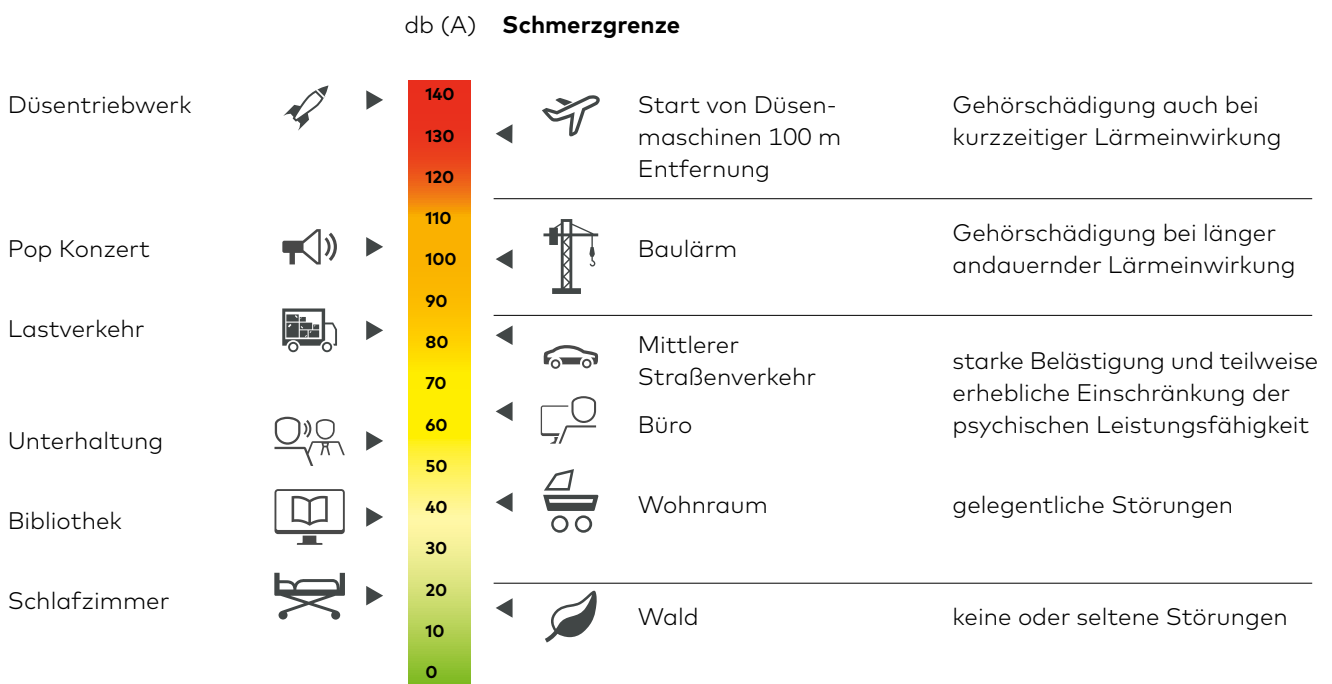 db (A) Schmerzgrenze
Düsentriebwerk
140
130
120
Start von Düsen-
maschinen 100 m
Entfernung
Gehörschädigung auch bei
kurzzeitiger Lärmeinwirkung
Pop Konzert
110
100
Baulärm
Gehörschädigung bei länger
andauernder Lärmeinwirkung
Lastverkehr
90
80
70
Mittlerer
Straßenverkehr
starke Belästigung und teilweise
erhebliche Einschränkung der
psychischen Leistungsfähigkeit
Unterhaltung
60
50
Büro
Bibliothek
40
30
Wohnraum
gelegentliche Störungen
Schlafzimmer
20
10
0
Wald
keine oder seltene Störungen